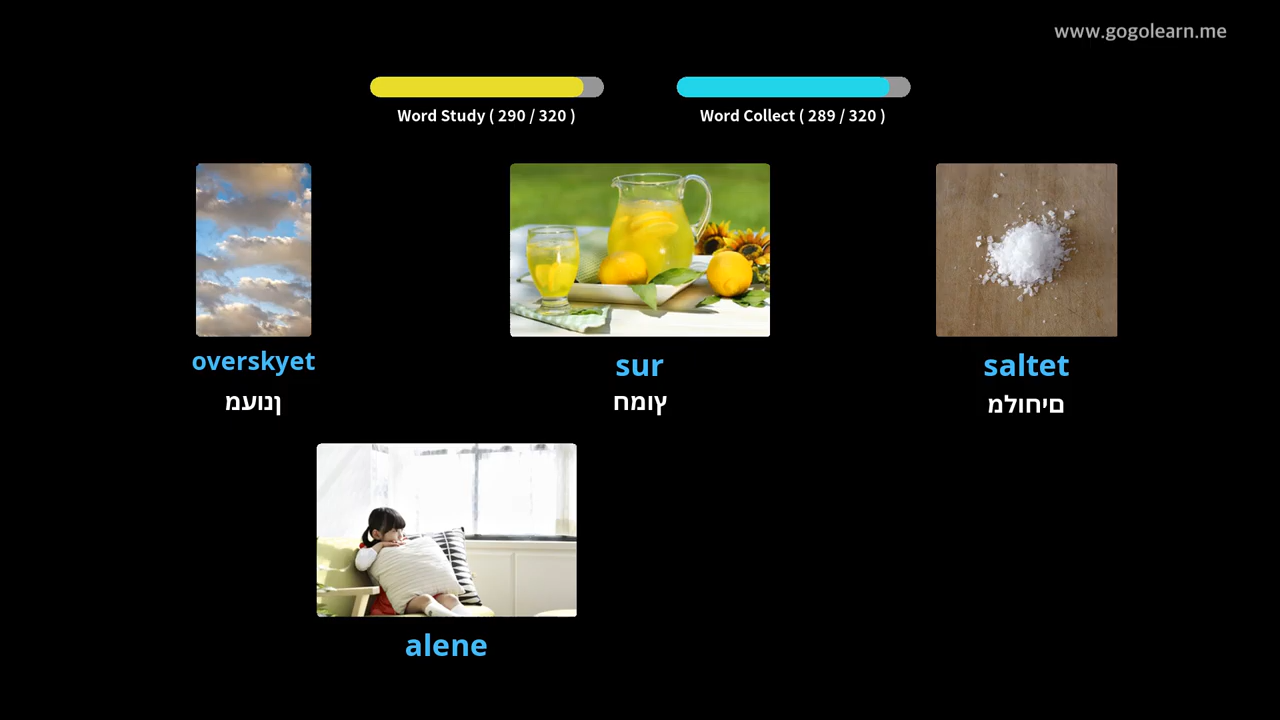 www.gogolearn.me
Word Study ( 290 / 320 )
Word Collect ( 289 / 320 )
overskyet
ןנועמ
sur
ץומח
saltet
םיחולמ
alene